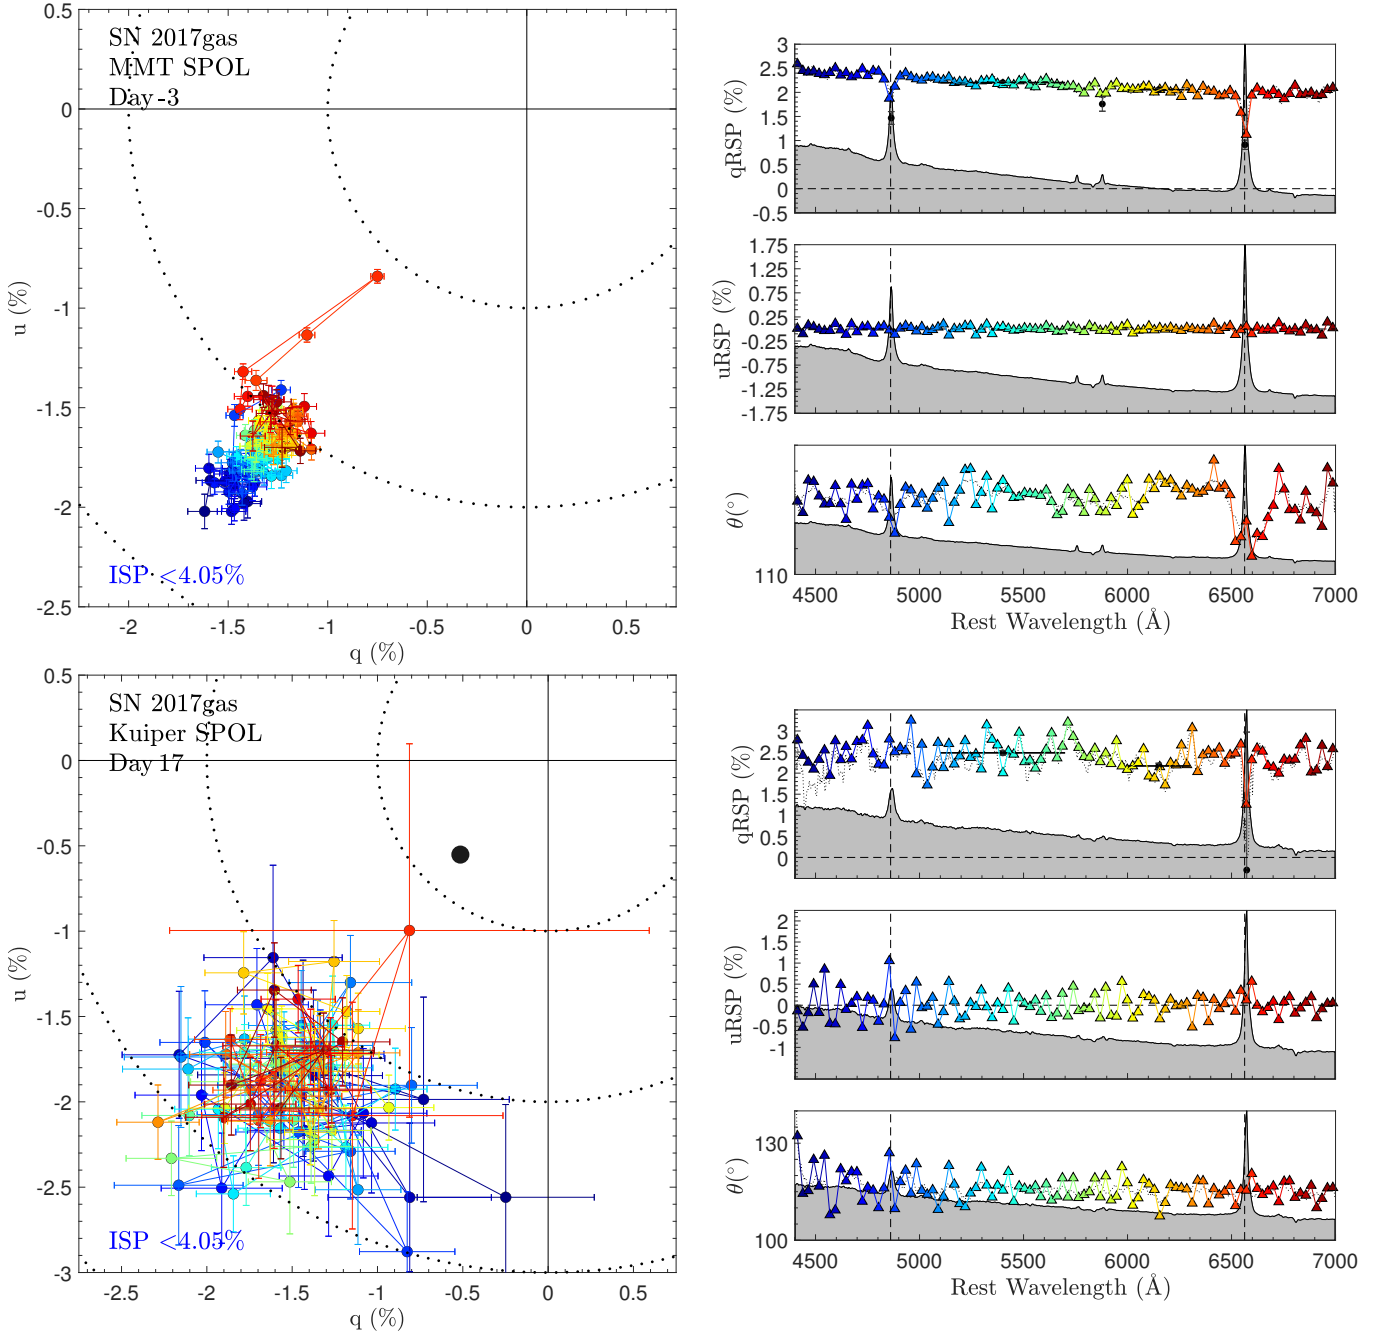 SN 2017gas
MMT SPOL
Day -3
ISP <4.05%
u (%)
0.5
0
-0.5
-1
-1.5
-2
-2.5
-2 -1.5 -1 -0.5 0 0.5
q (%)
qRSP (%)
3
2.5
2
1.5
1
0.5
0
-0.5
uRSP (%)
1.75
1.25
0.75
0.25
-0.25
-0.75
-1.25
-1.75
θ(°)
110
4500 5000 5500 6000 6500 7000
Rest Wavelength (Å)
SN 2017gas
Kuiper SPOL
Day 17
ISP <4.05%
u (%)
0.5
0
-0.5
-1
-1.5
-2
-2.5
-3
-2.5 -2 -1.5 -1 -0.5 0 0.5
q (%)
qRSP (%)
3
2.5
2
1.5
1
0.5
0
uRSP (%)
2
1.5
1
0.5
0
-0.5
-1
θ(°)
130
100
4500 5000 5500 6000 6500 7000
Rest Wavelength (Å)